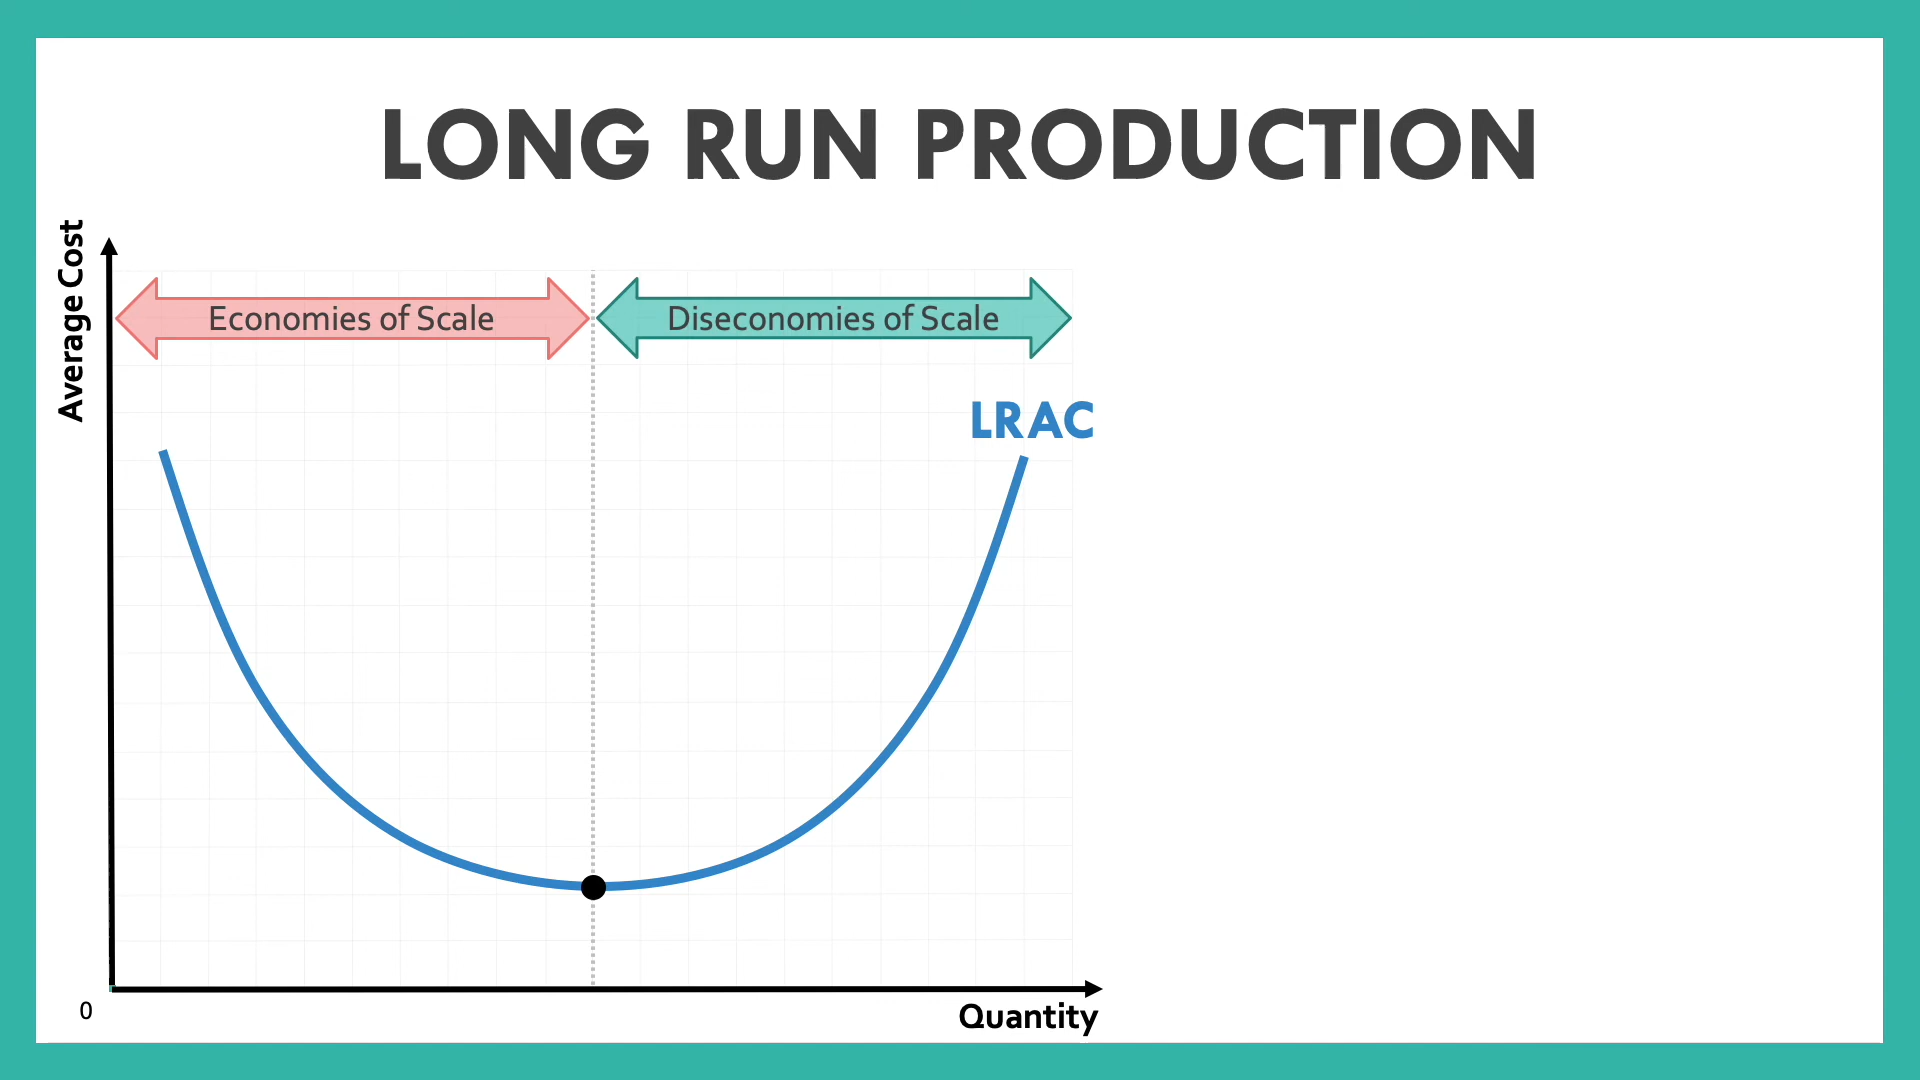 LONG RUN PRODUCTION
Average Cost
Economies of Scale
Diseconomies of Scale
LRAC
0
Quantity